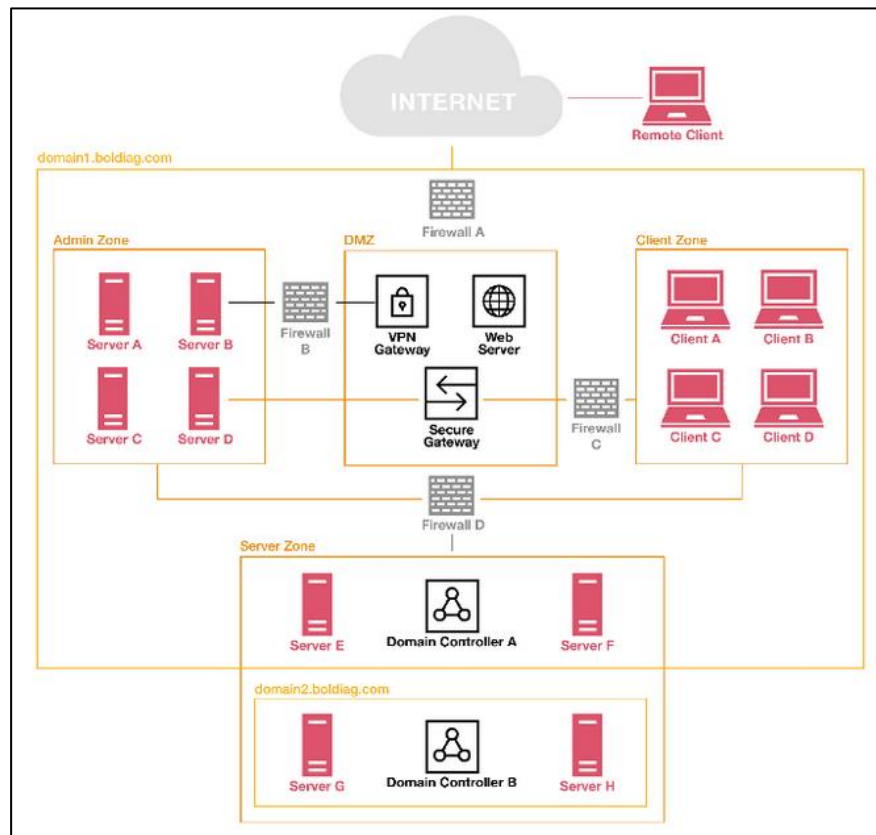 INTERNET
Remote Client
domain1.boldiag.com
Firewall A
Admin Zone
DMZ
Client Zone
Server A
Server B
Firewall
B
VPN
Gateway
Web
Server
Client A
Client B
Server C
Server D
Secure
Gateway
Firewall
C
Client C
Client D
Firewall D
Server Zone
Server E
Domain Controller A
Server F
domain2.boldiag.com
Server G
Domain Controller B
Server H